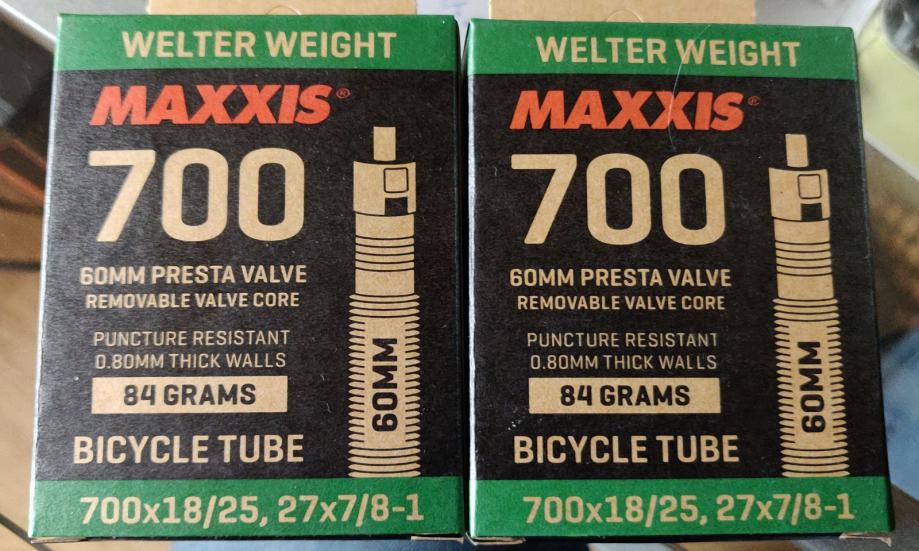 WELTER WEIGHT
MAXXIS®
700
60MM PRESTA VALVE
REMOVABLE VALVE CORE
PUNCTURE RESISTANT
0.80MM THICK WALLS
84 GRAMS
60MM
BICYCLE TUBE
700x18/25, 27x7/8-1
WELTER WEIGHT
MAXXIS®
700
60MM PRESTA VALVE
REMOVABLE VALVE CORE
PUNCTURE RESISTANT
0.80MM THICK WALLS
84 GRAMS
60MM
BICYCLE TUBE
700x18/25, 27x7/8-1